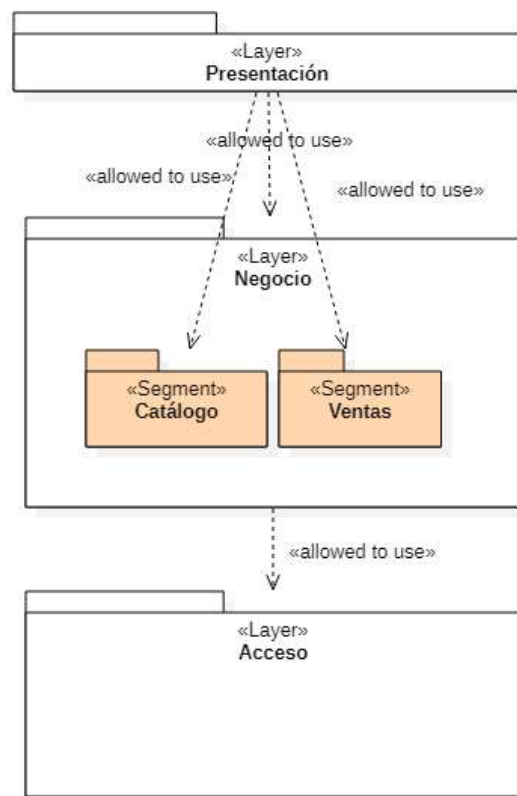 «Layer»
Presentación
«allowed to use»
«allowed to use»
«allowed to use»
«Layer»
Negocio
«Segment»
Catálogo
«Segment»
Ventas
«allowed to use»
«Layer»
Acceso